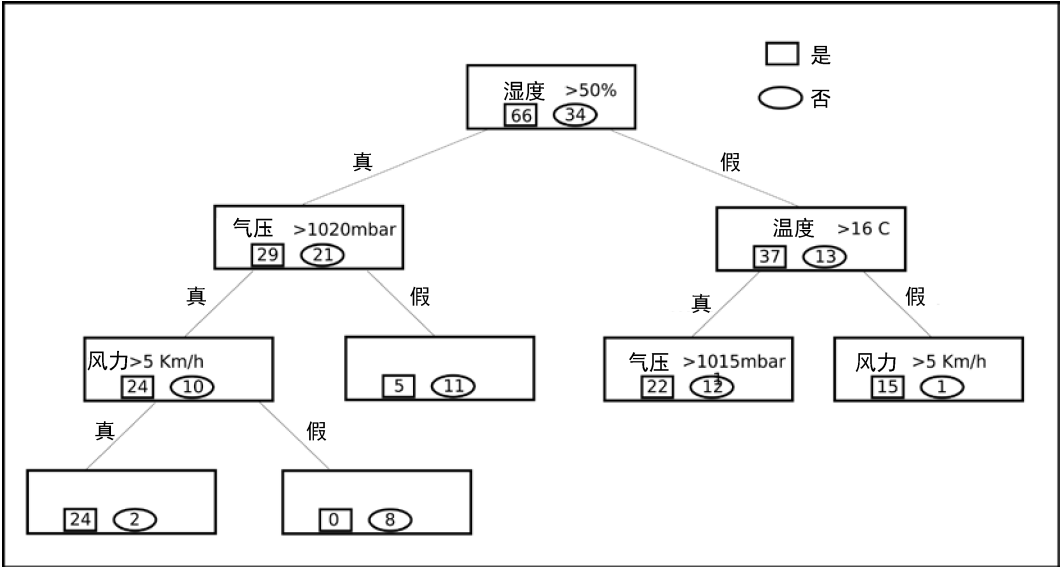 是
否
湿度 >50%
66 34
真 假
气压 >1020mbar
29 21
温度 >16 C
37 13
真 假 真 假
风力>5 Km/h
24 10
5 11
气压 >1015mbar
22 12
1
风力 >5 Km/h
15 1
真 假
24 2
0 8